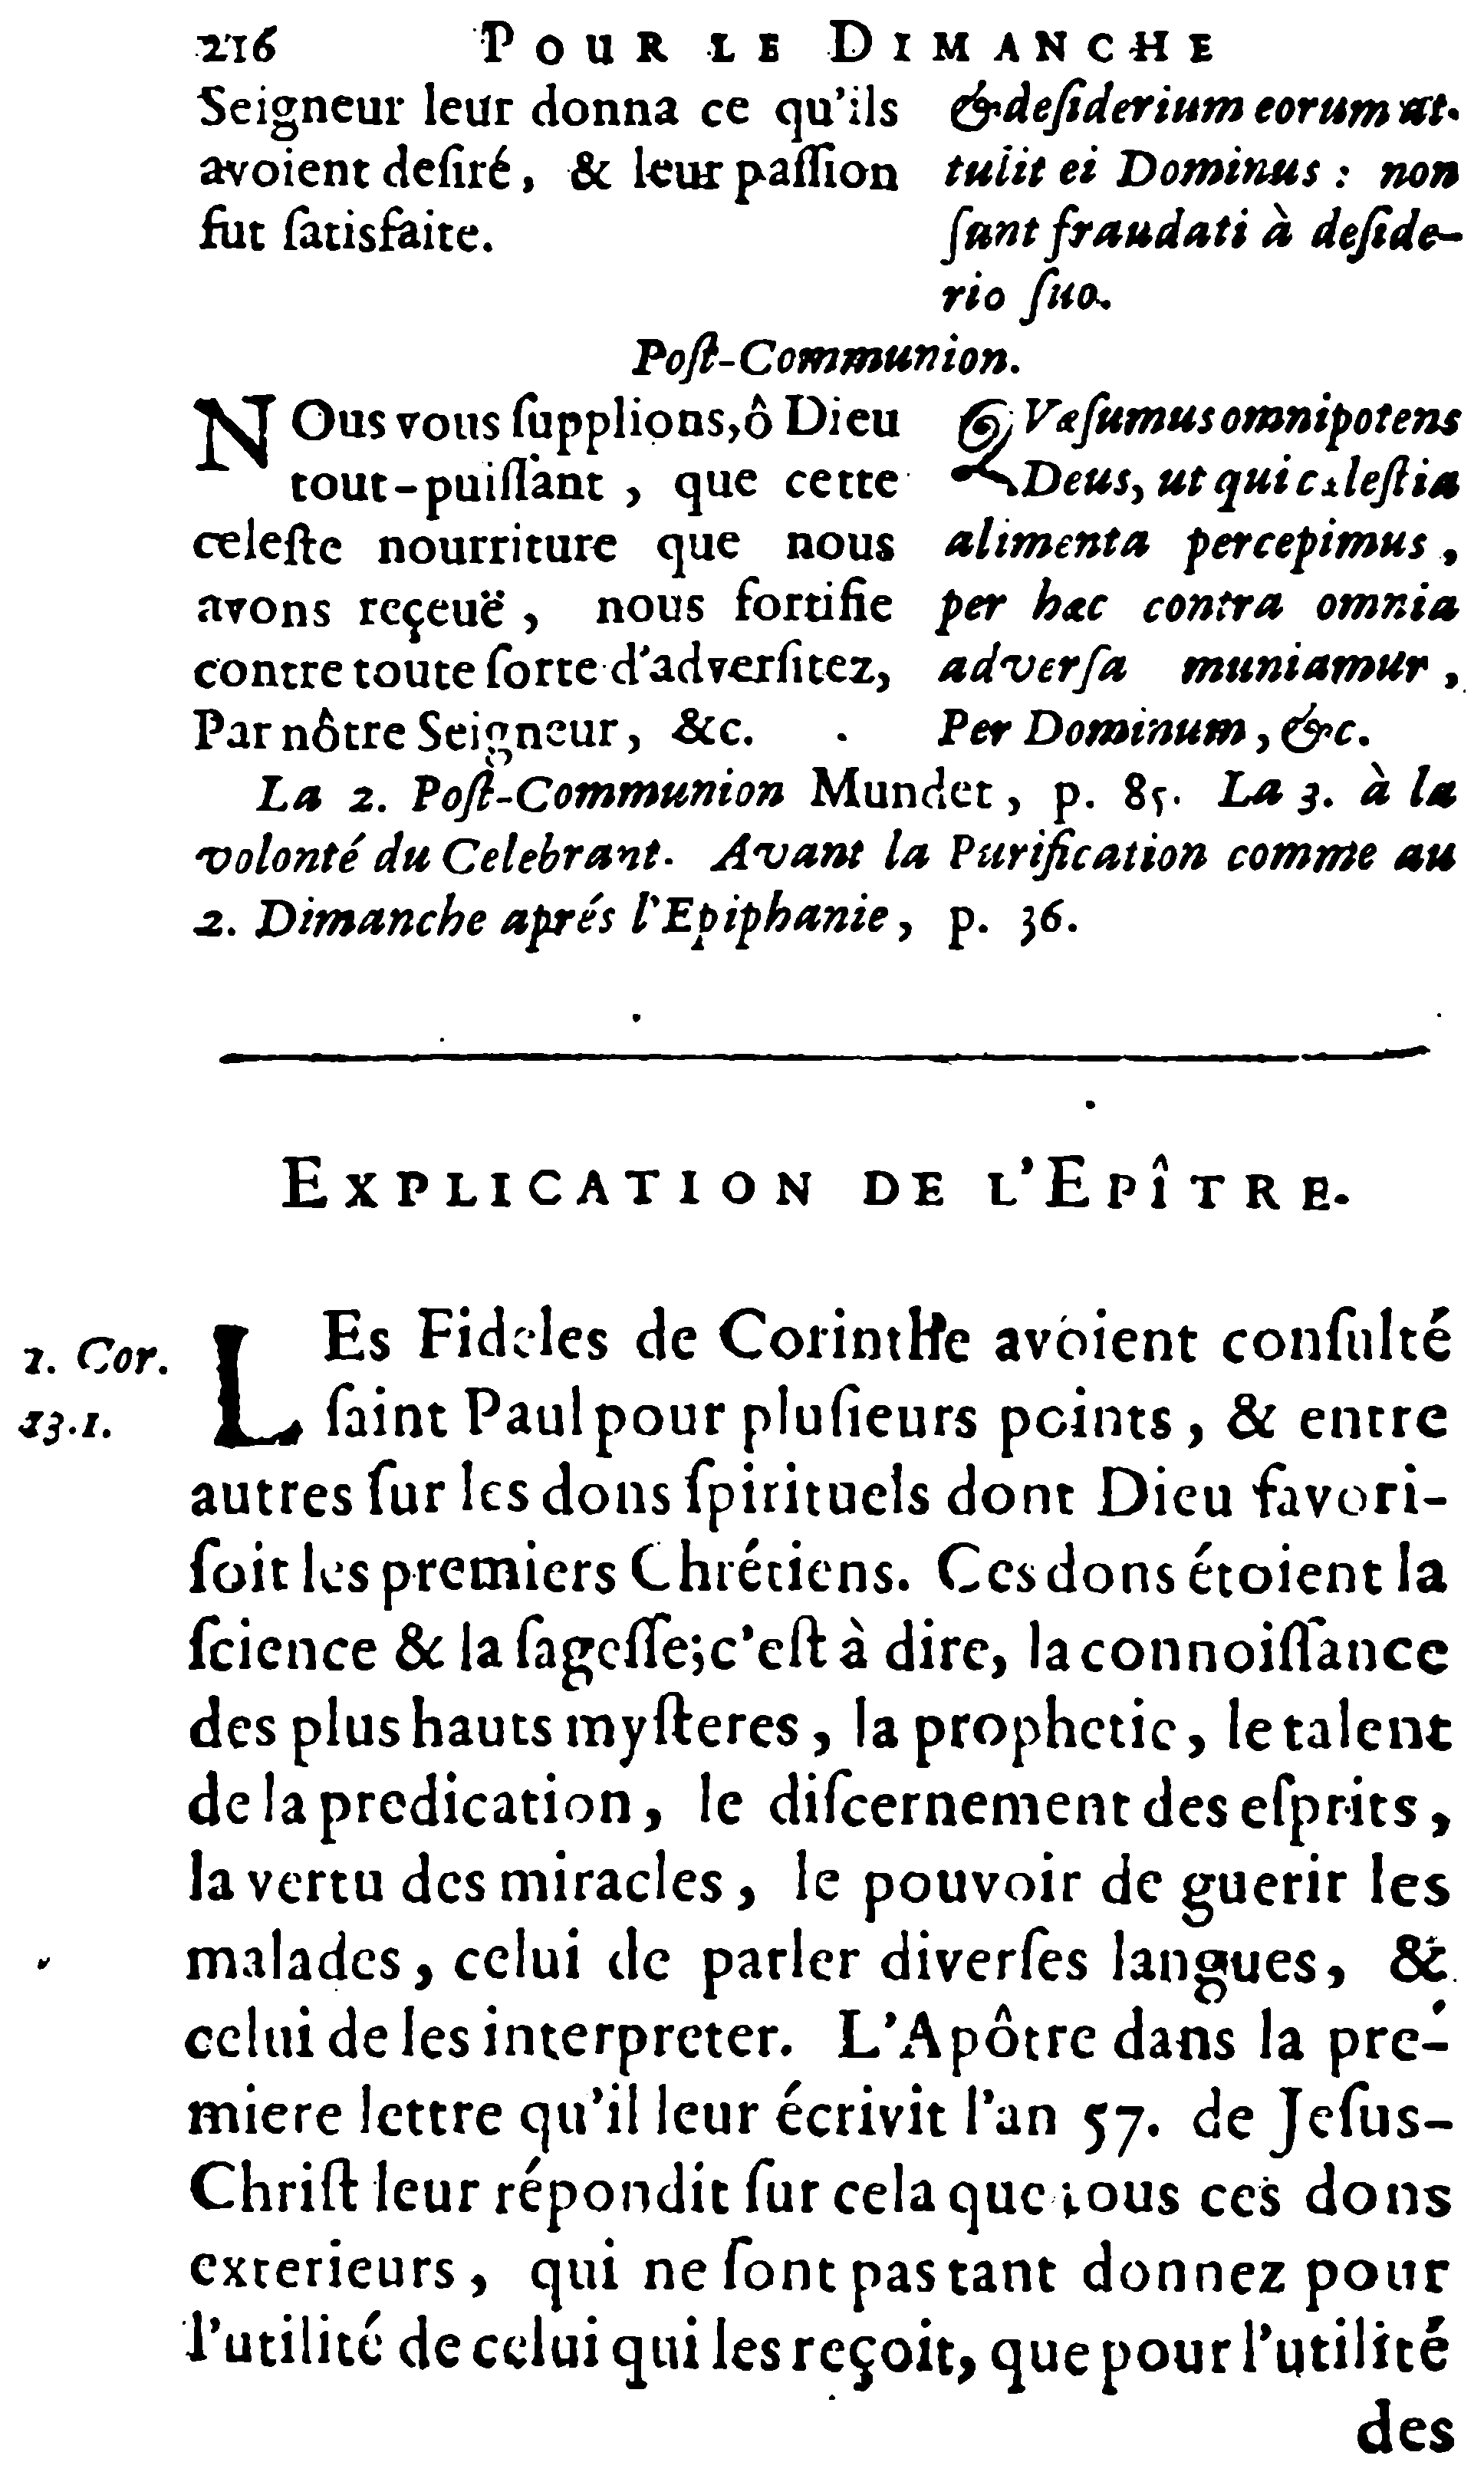 216 POUR LE DIMANCHE
Seigneur leur donna ce qu'ils
avoient deſiré, & leur paſſion
fut ſatisfaite.
& deſiderium eorum at-
tulit ei Dominus : non
ſunt fraudati à deſide-
rio ſuo.
Poſt-Communion.
NOus vous ſupplions, ô Dieu
tout-puiſſant, que cette
celeſte nourriture que nous
avons reçeuë, nous fortifie
contre toute ſorte d'adverſitez,
Par nôtre Seigneur, &c.
QVæſumus omnipotens
Deus, ut qui cæleſtia
alimenta percepimus,
per hæc contra omnia
adverſa muniamur,
Per Dominum, &c.
La 2. Poſt-Communion Mundet, p. 85. La 3. à la
volonté du Celebrant. Avant la Purification comme au
2. Dimanche aprés l'Epiphanie, p. 36.
EXPLICATION DE L'EPÎTRE.
1. Cor.
13.1.
LEs Fideles de Corinthe avoient conſulté
ſaint Paul pour pluſieurs points, & entre
autres ſur les dons ſpirituels dont Dieu favori-
ſoit les premiers Chrétiens. Ces dons étoient la
ſcience & la ſageſſe; c'eſt à dire, la connoiſſance
des plus hauts myſteres, la prophetie, le talent
de la predication, le diſcernement des eſprits,
la vertu des miracles, le pouvoir de guerir les
malades, celui de parler diverſes langues, &
celui de les interpreter. L'Apôtre dans la pre-
miere lettre qu'il leur écrivit l'an 57. de Jeſus-
Chriſt leur répondit ſur cela que tous ces dons
exterieurs, qui ne ſont pas tant donnez pour
l'utilité de celui qui les reçoit, que pour l'utilité
des